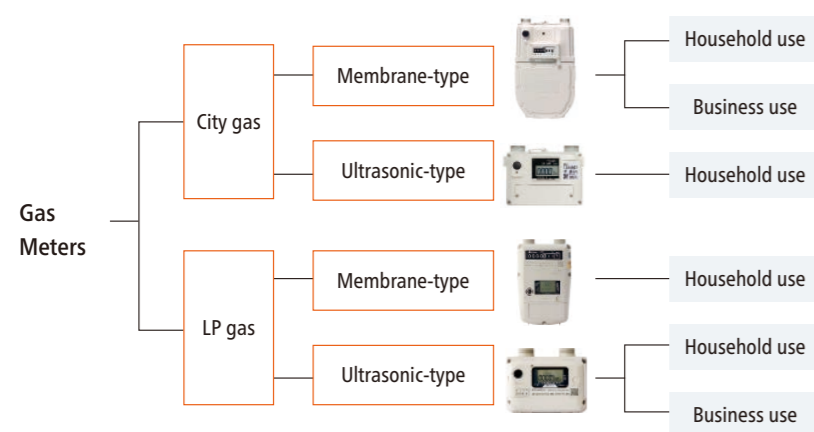 Gas
Meters
City gas
Membrane-type
Household use
Business use
Ultrasonic-type
Household use
LP gas
Membrane-type
Household use
Ultrasonic-type
Household use
Business use